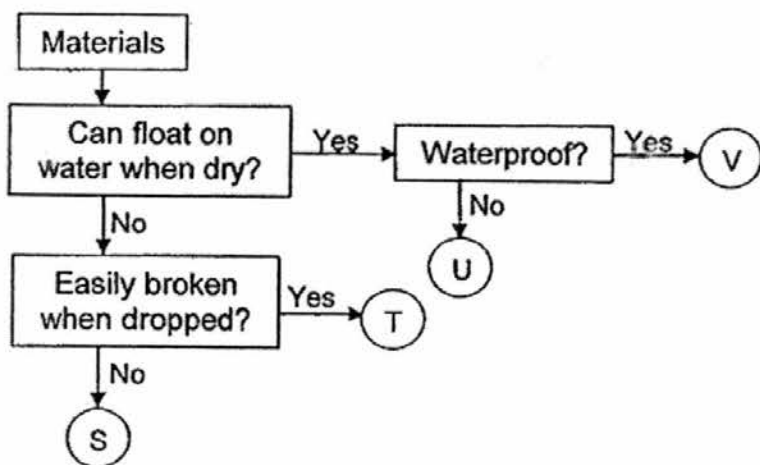 Materials
Can float on
water when dry?
Yes
Waterproof?
Yes
V
No
No
U
Easily broken
when dropped?
Yes
T
No
S